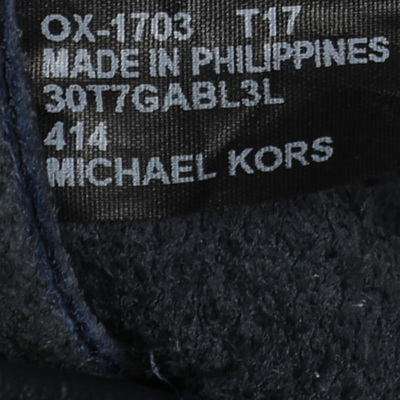 OX-1703 T17
MADE IN PHILIPPINES
30T7GABL3L
414
MICHAEL KORS